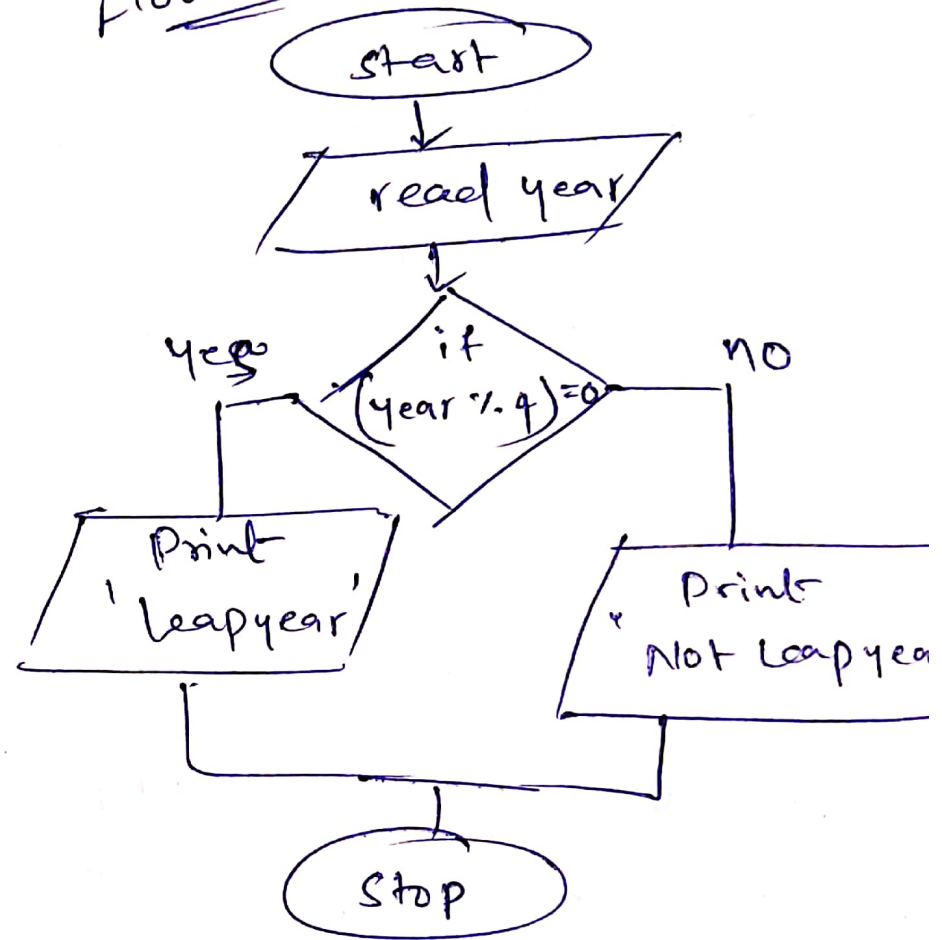 start
read year
if
yes
no
(year % 4)=0
Print
'Leapyear'
Print
" Not Leapyea
Stop